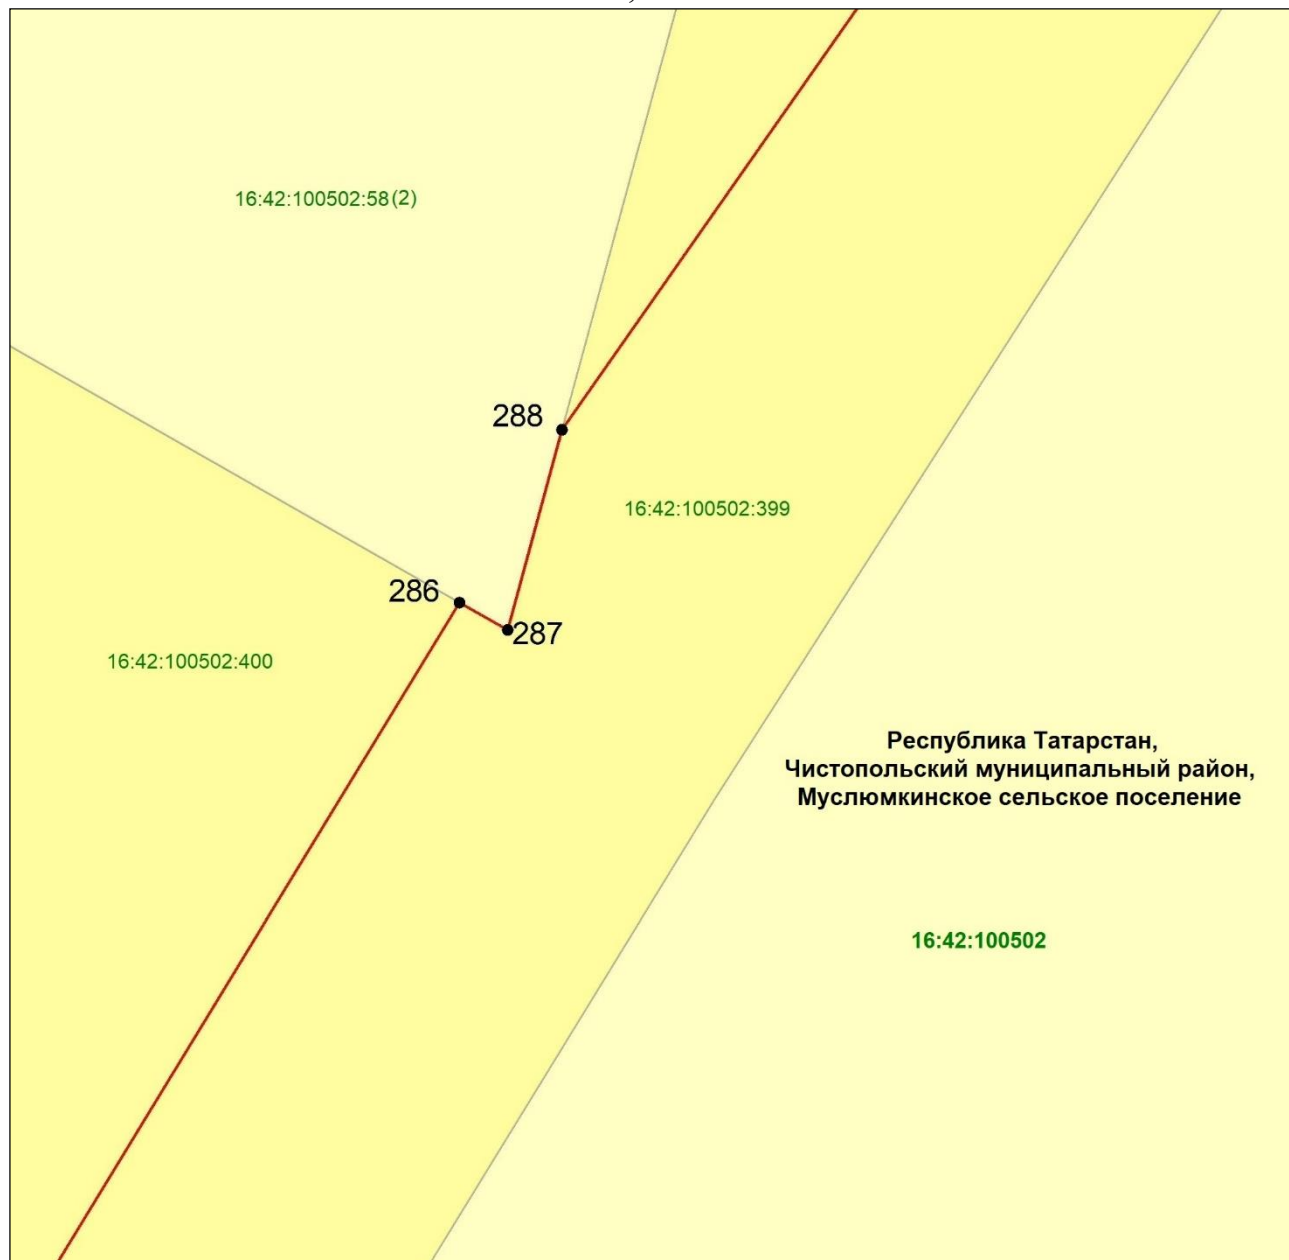 16:42:100502:58(2)
288
16:42:100502:399
286
287
16:42:100502:400
Республика Татарстан,
Чистопольский муниципальный район,
Муслюмкинское сельское поселение
16:42:100502